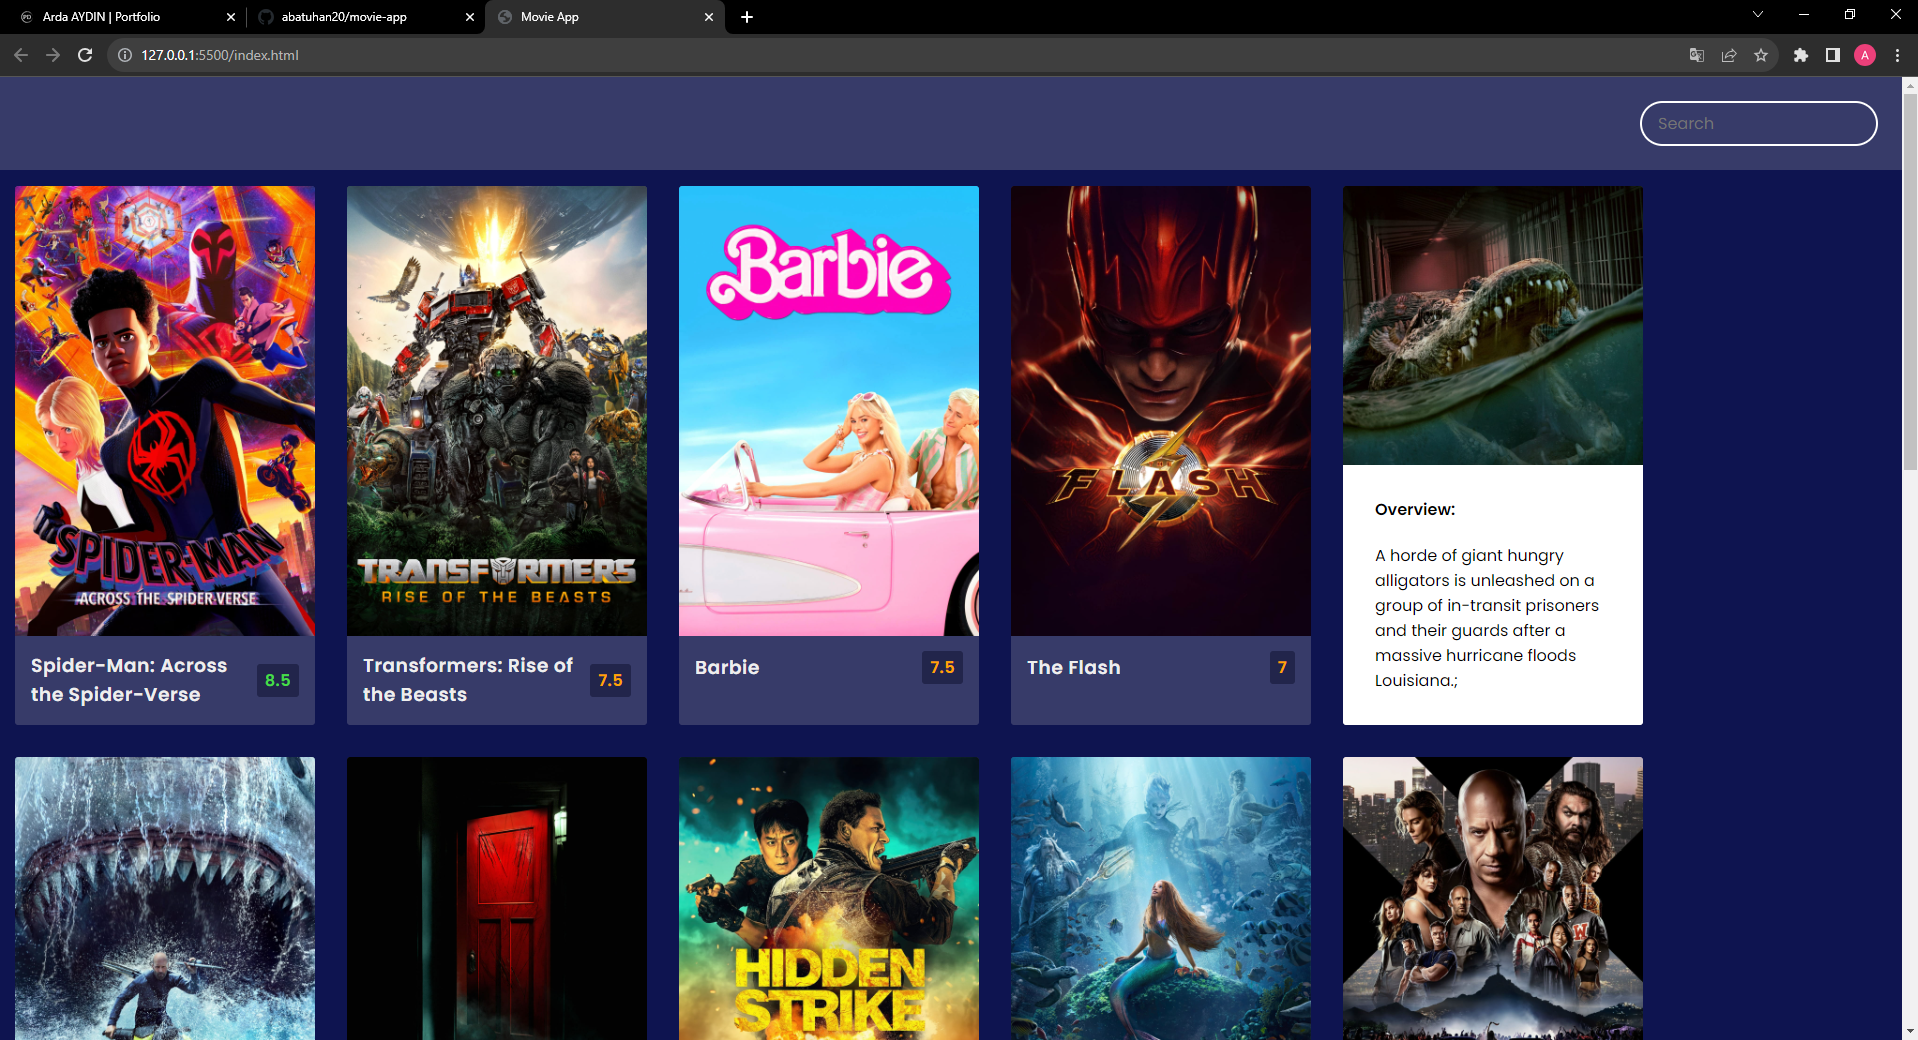 Arda AYDIN | Portfolio
abatuhan20/movie-app
Movie App
127.0.0.1:5500/index.html
A
Search
SPIDER-MAN
ACROSS THE SPIDER-VERSE
TRANSFORMERS
RISE OF THE BEASTS
Barbie
FLASH
Spider-Man: Across
the Spider-Verse
8.5
Transformers: Rise of
the Beasts
7.5
Barbie
7.5
The Flash
7
Overview:
A horde of giant hungry
alligators is unleashed on a
group of in-transit prisoners
and their guards after a
massive hurricane floods
Louisiana.;
HIDDEN
STRIKE